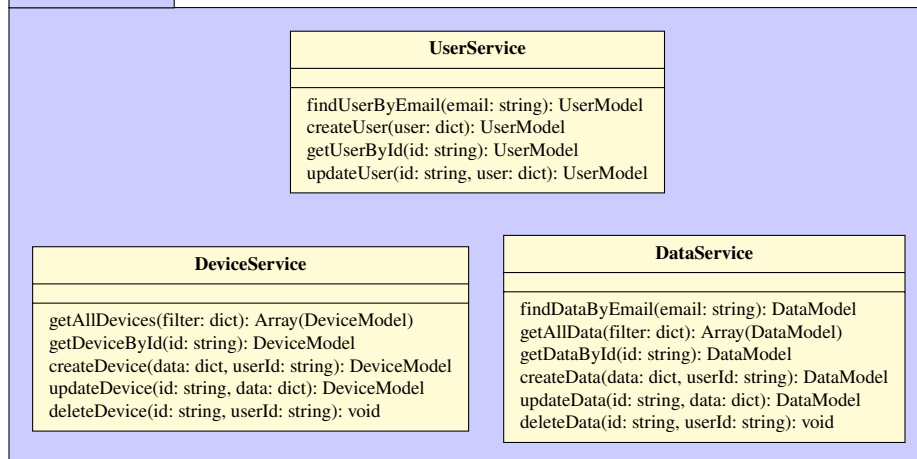 UserService
findUserByEmail(email: string): UserModel
createUser(user: dict): UserModel
getUserById(id: string): UserModel
updateUser(id: string, user: dict): UserModel
DeviceService
getAllDevices(filter: dict): Array(DeviceModel)
getDeviceById(id: string): DeviceModel
createDevice(data: dict, userId: string): DeviceModel
updateDevice(id: string, data: dict): DeviceModel
deleteDevice(id: string, userId: string): void
DataService
findDataByEmail(email: string): DataModel
getAllData(filter: dict): Array(DataModel)
getDataById(id: string): DataModel
createData(data: dict, userId: string): DataModel
updateData(id: string, data: dict): DataModel
deleteData(id: string, userId: string): void